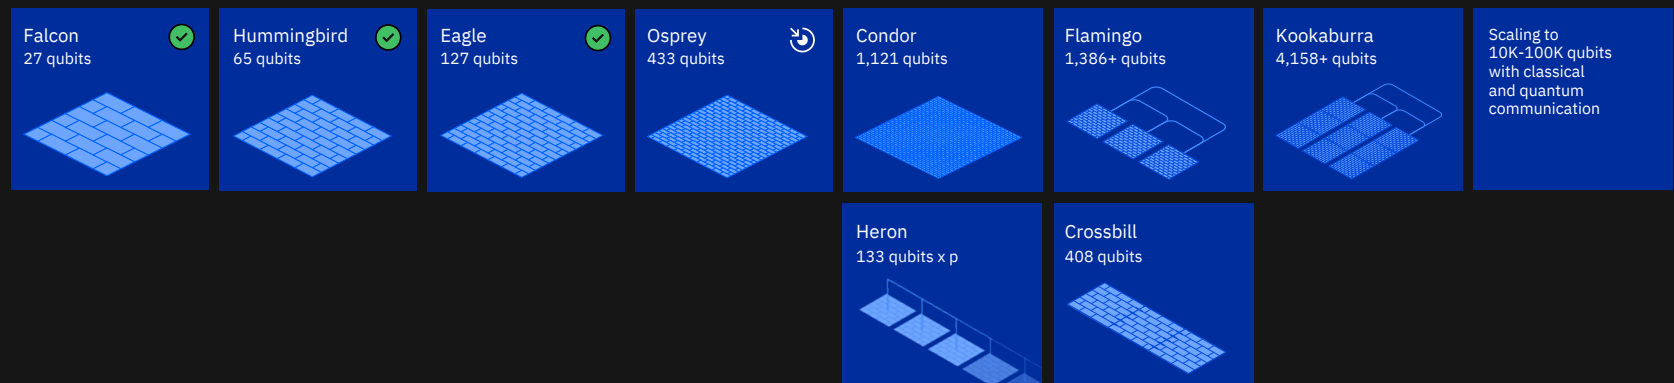 Falcon
27 qubits
Hummingbird
65 qubits
Eagle
127 qubits
Osprey
433 qubits
Condor
1,121 qubits
Flamingo
1,386+ qubits
Kookaburra
4,158+ qubits
Scaling to
10K-100K qubits
with classical
and quantum
communication
Heron
133 qubits x p
Crossbill
408 qubits